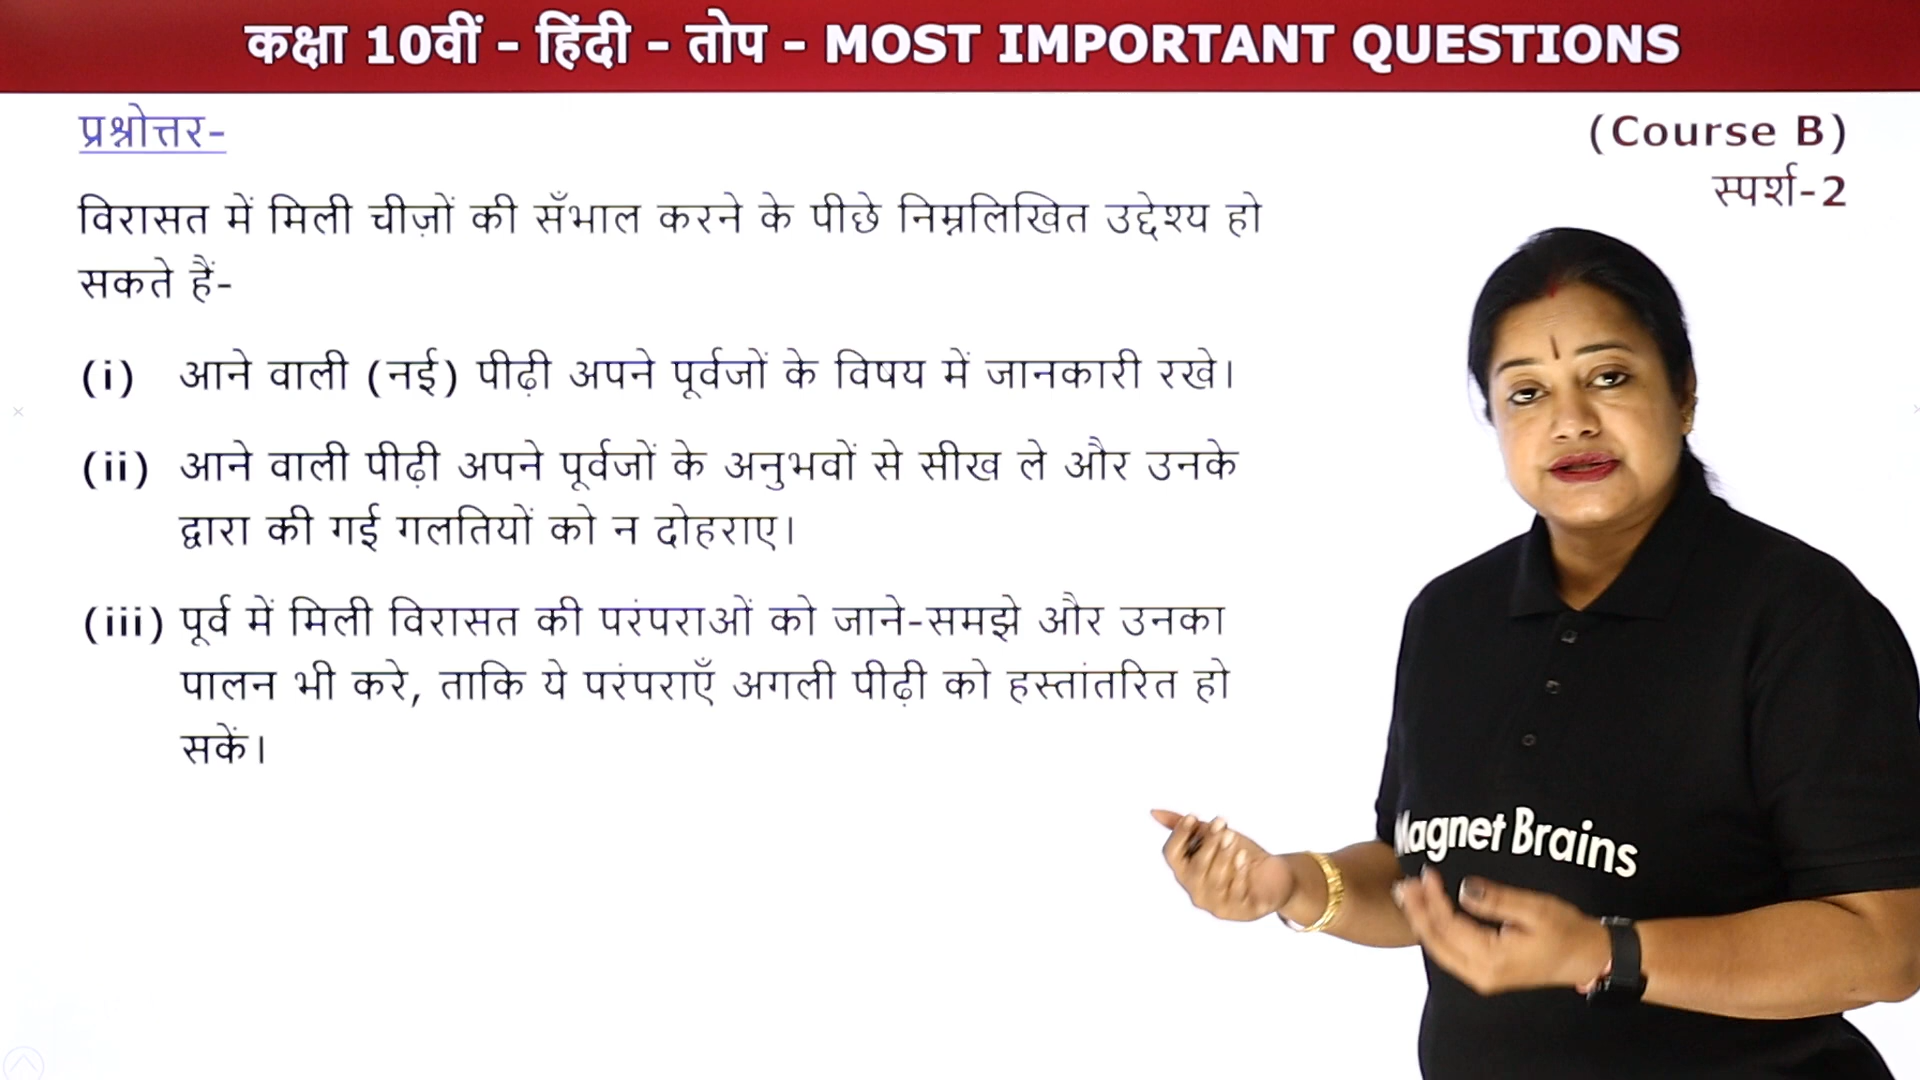 कक्षा 10वीं - हिंदी - तोप - MOST IMPORTANT QUESTIONS
प्रश्नोत्तर-
(Course B)
स्पर्श-2
विरासत में मिली चीज़ों की सँभाल करने के पीछे निम्नलिखित उद्देश्य हो
सकते हैं-
(i) आने वाली (नई) पीढ़ी अपने पूर्वजों के विषय में जानकारी रखे।
(ii) आने वाली पीढ़ी अपने पूर्वजों के अनुभवों से सीख ले और उनके
द्वारा की गई गलतियों को न दोहराए।
(iii) पूर्व में मिली विरासत की परंपराओं को जाने-समझे और उनका
पालन भी करे, ताकि ये परंपराएँ अगली पीढ़ी को हस्तांतरित हो
सकें।
Magnet Brains